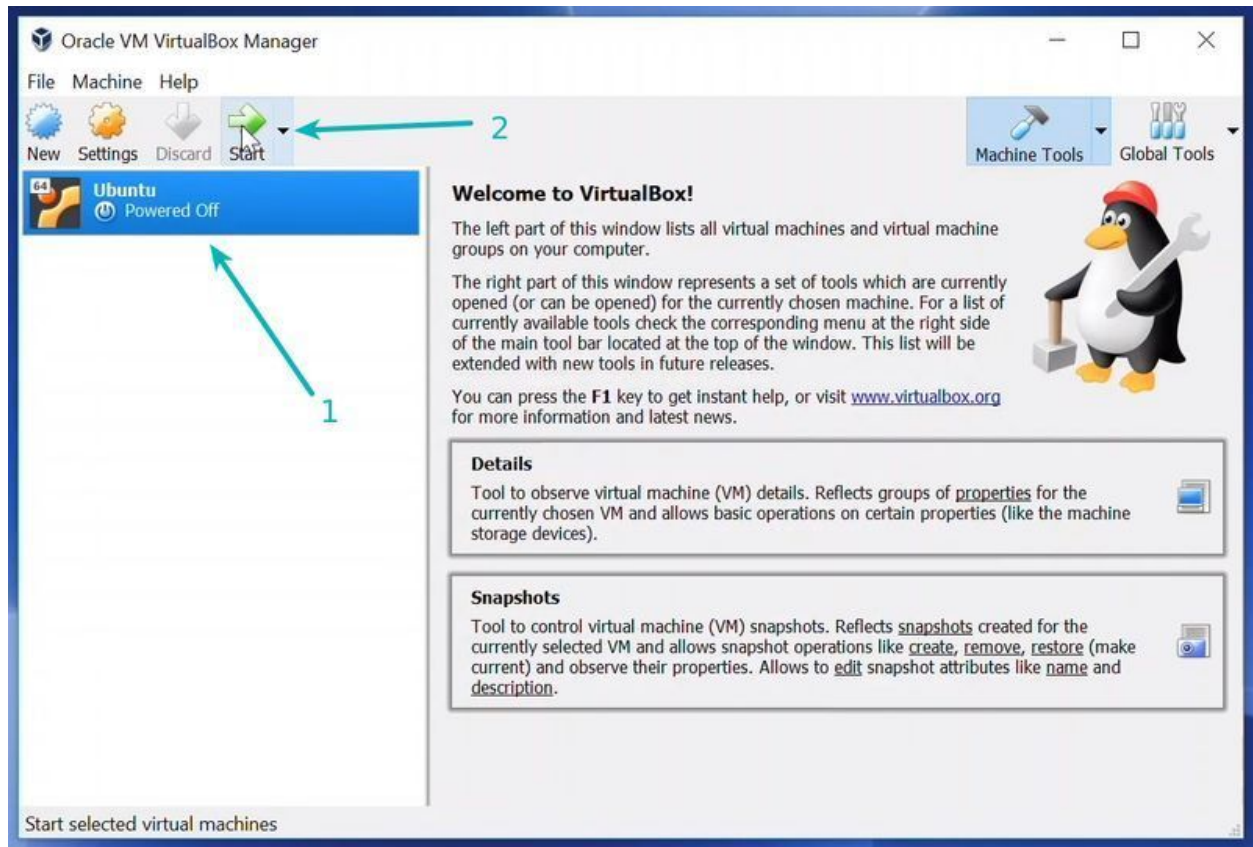 Oracle VM VirtualBox Manager
File Machine Help
New Settings Discard Start
2
Machine Tools Global Tools
64
Ubuntu
Powered Off
1
Welcome to VirtualBox!
The left part of this window lists all virtual machines and virtual machine
groups on your computer.
The right part of this window represents a set of tools which are currently
opened (or can be opened) for the currently chosen machine. For a list of
currently available tools check the corresponding menu at the right side
of the main tool bar located at the top of the window. This list will be
extended with new tools in future releases.
You can press the F1 key to get instant help, or visit www.virtualbox.org
for more information and latest news.
Details
Tool to observe virtual machine (VM) details. Reflects groups of properties for the
currently chosen VM and allows basic operations on certain properties (like the machine
storage devices).
Snapshots
Tool to control virtual machine (VM) snapshots. Reflects snapshots created for the
currently selected VM and allows snapshot operations like create, remove, restore (make
current) and observe their properties. Allows to edit snapshot attributes like name and
description.
Start selected virtual machines